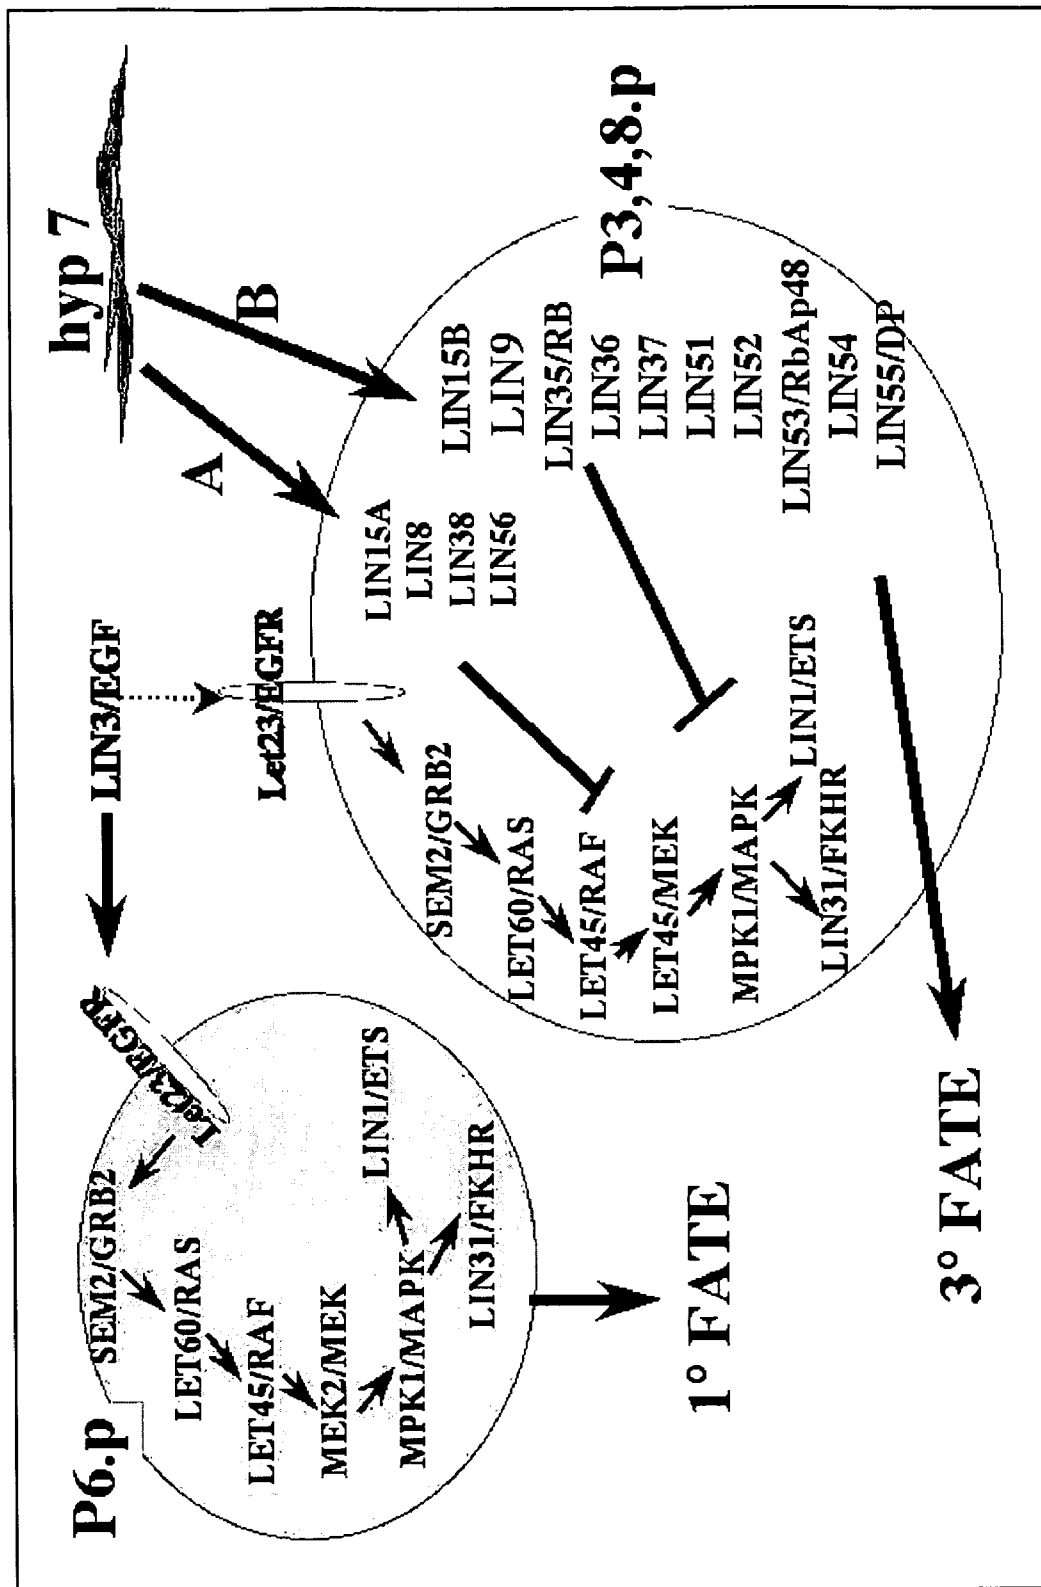 P6.p
SEM2/GRB2
LET60/RAS
LET45/RAF
MEK2/MEK
MPK1/MAPK
LIN1/ETS
LIN31/FKHR
Let23/EGFR
1° FATE
LIN3/EGF
Let23/EGFR
hyp 7
A
B
LIN15A
LIN8
LIN38
LIN56
LIN15B
LIN9
LIN35/RB
LIN36
LIN37
LIN51
LIN52
LIN53/RbAp48
LIN54
LIN55/DP
P3,4,8.p
SEM2/GRB2
LET60/RAS
LET45/RAF
LET45/MEK
MPK1/MAPK
LIN1/ETS
LIN31/FKHR
3° FATE